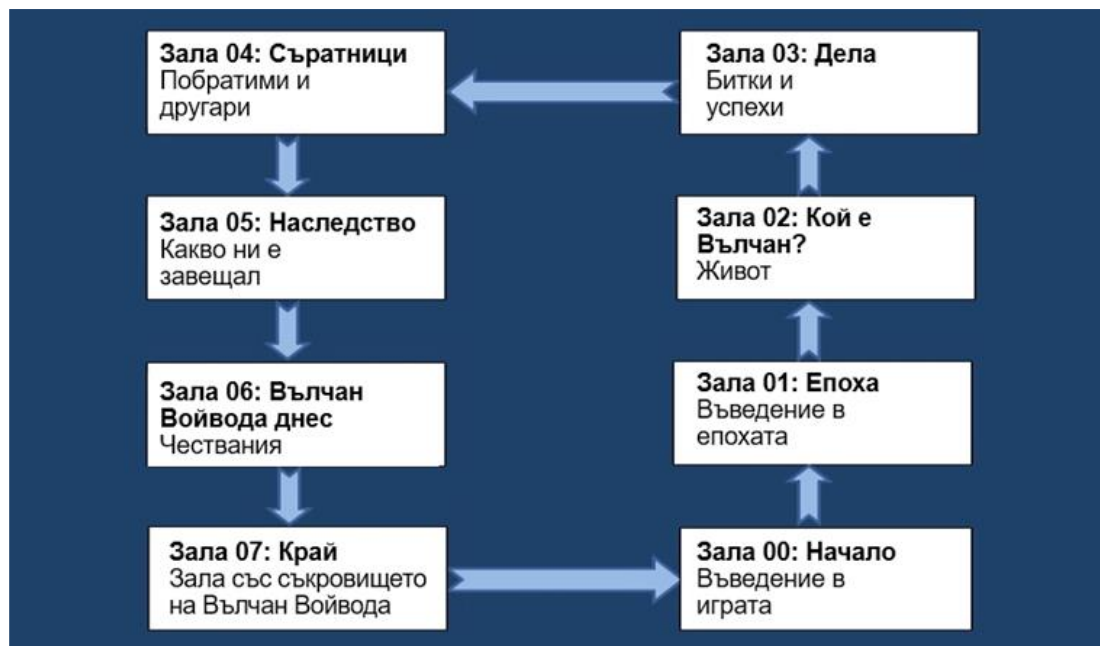 Зала 04: Съратници
Побратими и
другари
Зала 03: Дела
Битки и
успехи
Зала 05: Наследство
Какво ни е
завещал
Зала 02: Кой е
Вълчан?
Живот
Зала 06: Вълчан
Войвода днес
Чествания
Зала 01: Епоха
Въведение в
епохата
Зала 07: Край
Зала със съкровището
на Вълчан Войвода
Зала 00: Начало
Въведение в
играта